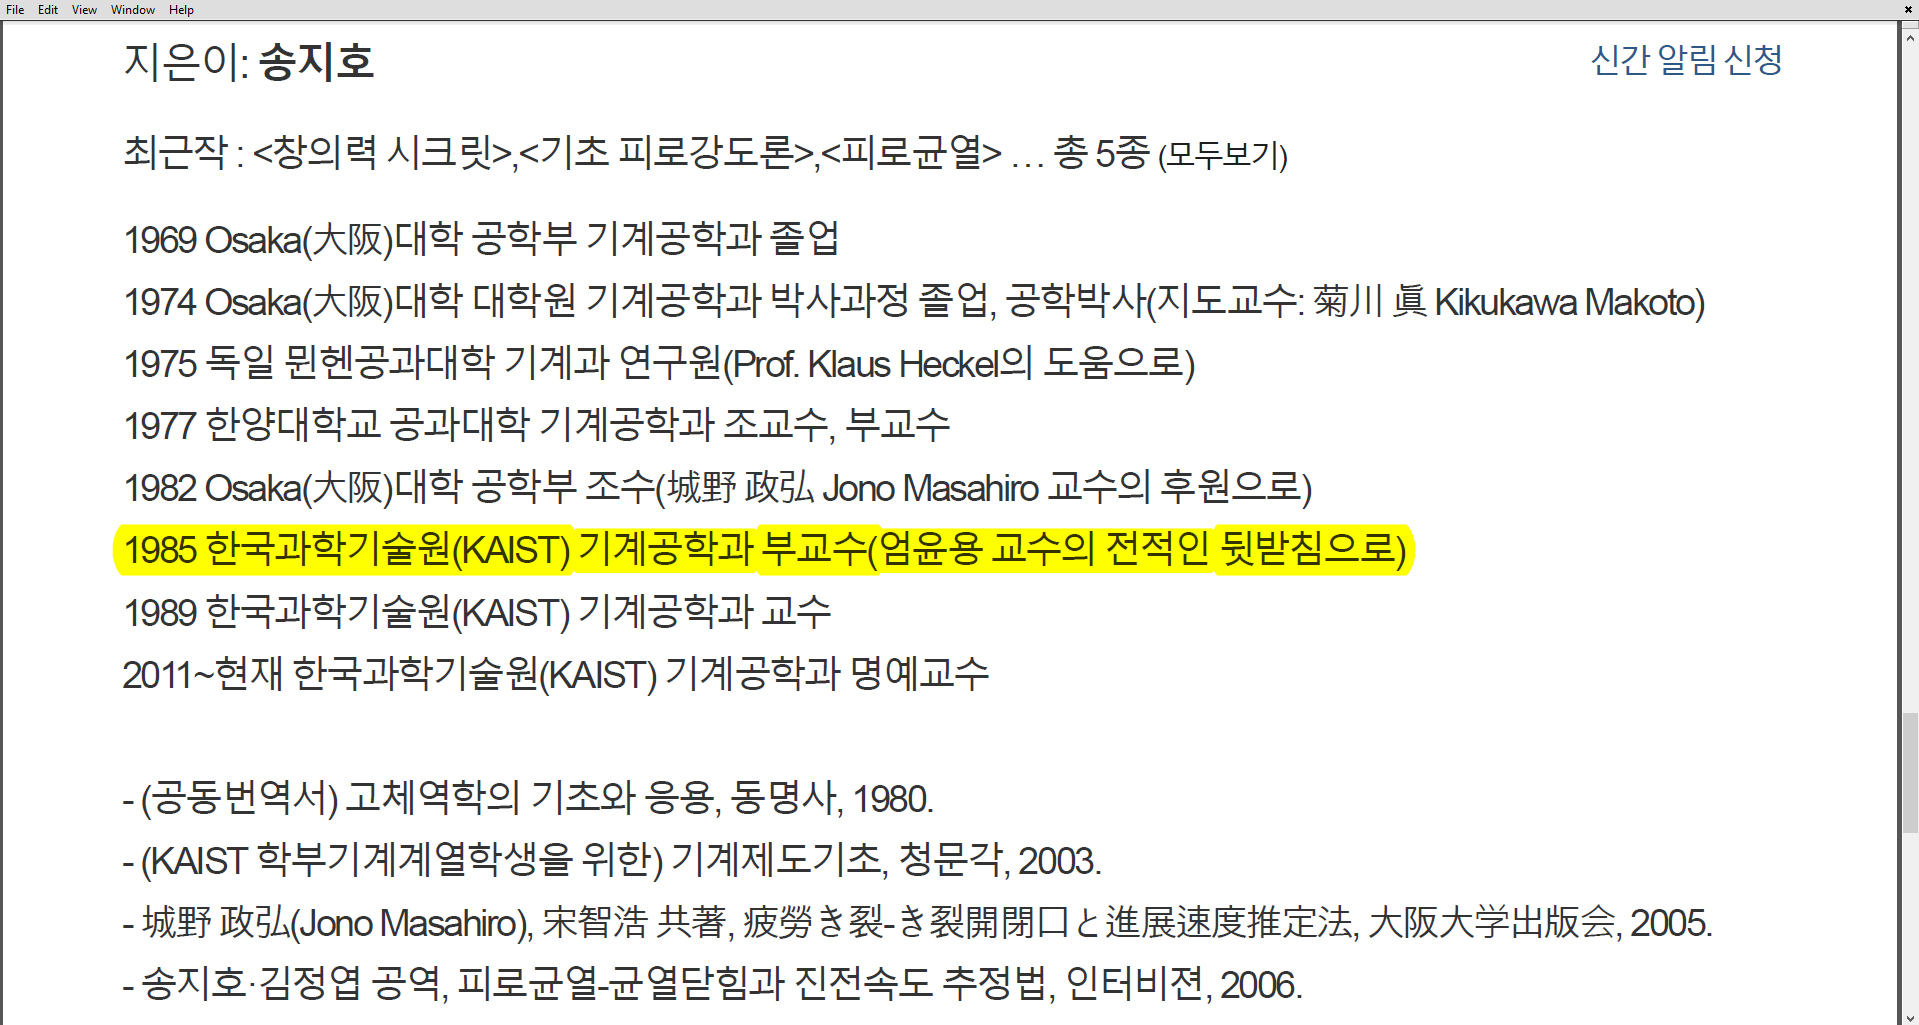 File Edit View Window Help
지은이: 송지호
신간 알림 신청
최근작 : <창의력 시크릿>,<기초 피로강도론>,<피로균열> … 총 5종 (모두보기)
1969 Osaka(大阪)대학 공학부 기계공학과 졸업
1974 Osaka(大阪)대학 대학원 기계공학과 박사과정 졸업, 공학박사(지도교수: 菊川 眞 Kikukawa Makoto)
1975 독일 뮌헨공과대학 기계과 연구원(Prof. Klaus Heckel의 도움으로)
1977 한양대학교 공과대학 기계공학과 조교수, 부교수
1982 Osaka(大阪)대학 공학부 조수(城野 政弘 Jono Masahiro 교수의 후원으로)
1985 한국과학기술원(KAIST) 기계공학과 부교수(엄윤용 교수의 전적인 뒷받침으로)
1989 한국과학기술원(KAIST) 기계공학과 교수
2011~현재 한국과학기술원(KAIST) 기계공학과 명예교수
- (공동번역서) 고체역학의 기초와 응용, 동명사, 1980.
- (KAIST 학부기계계열학생을 위한) 기계제도기초, 청문각, 2003.
- 城野 政弘(Jono Masahiro), 宋智浩 共著, 疲勞き裂-き裂開閉口と進展速度推定法, 大阪大学出版会, 2005.
- 송지호·김정엽 공역, 피로균열-균열닫힘과 진전속도 추정법, 인터비젼, 2006.